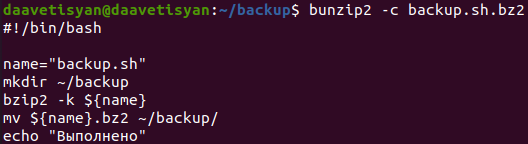 daavetisyan@daavetisyan:~/backup$ bunzip2 -c backup.sh.bz2
#!/bin/bash
name="backup.sh"
mkdir ~/backup
bzip2 -k ${name}
mv ${name}.bz2 ~/backup/
echo "Выполнено"